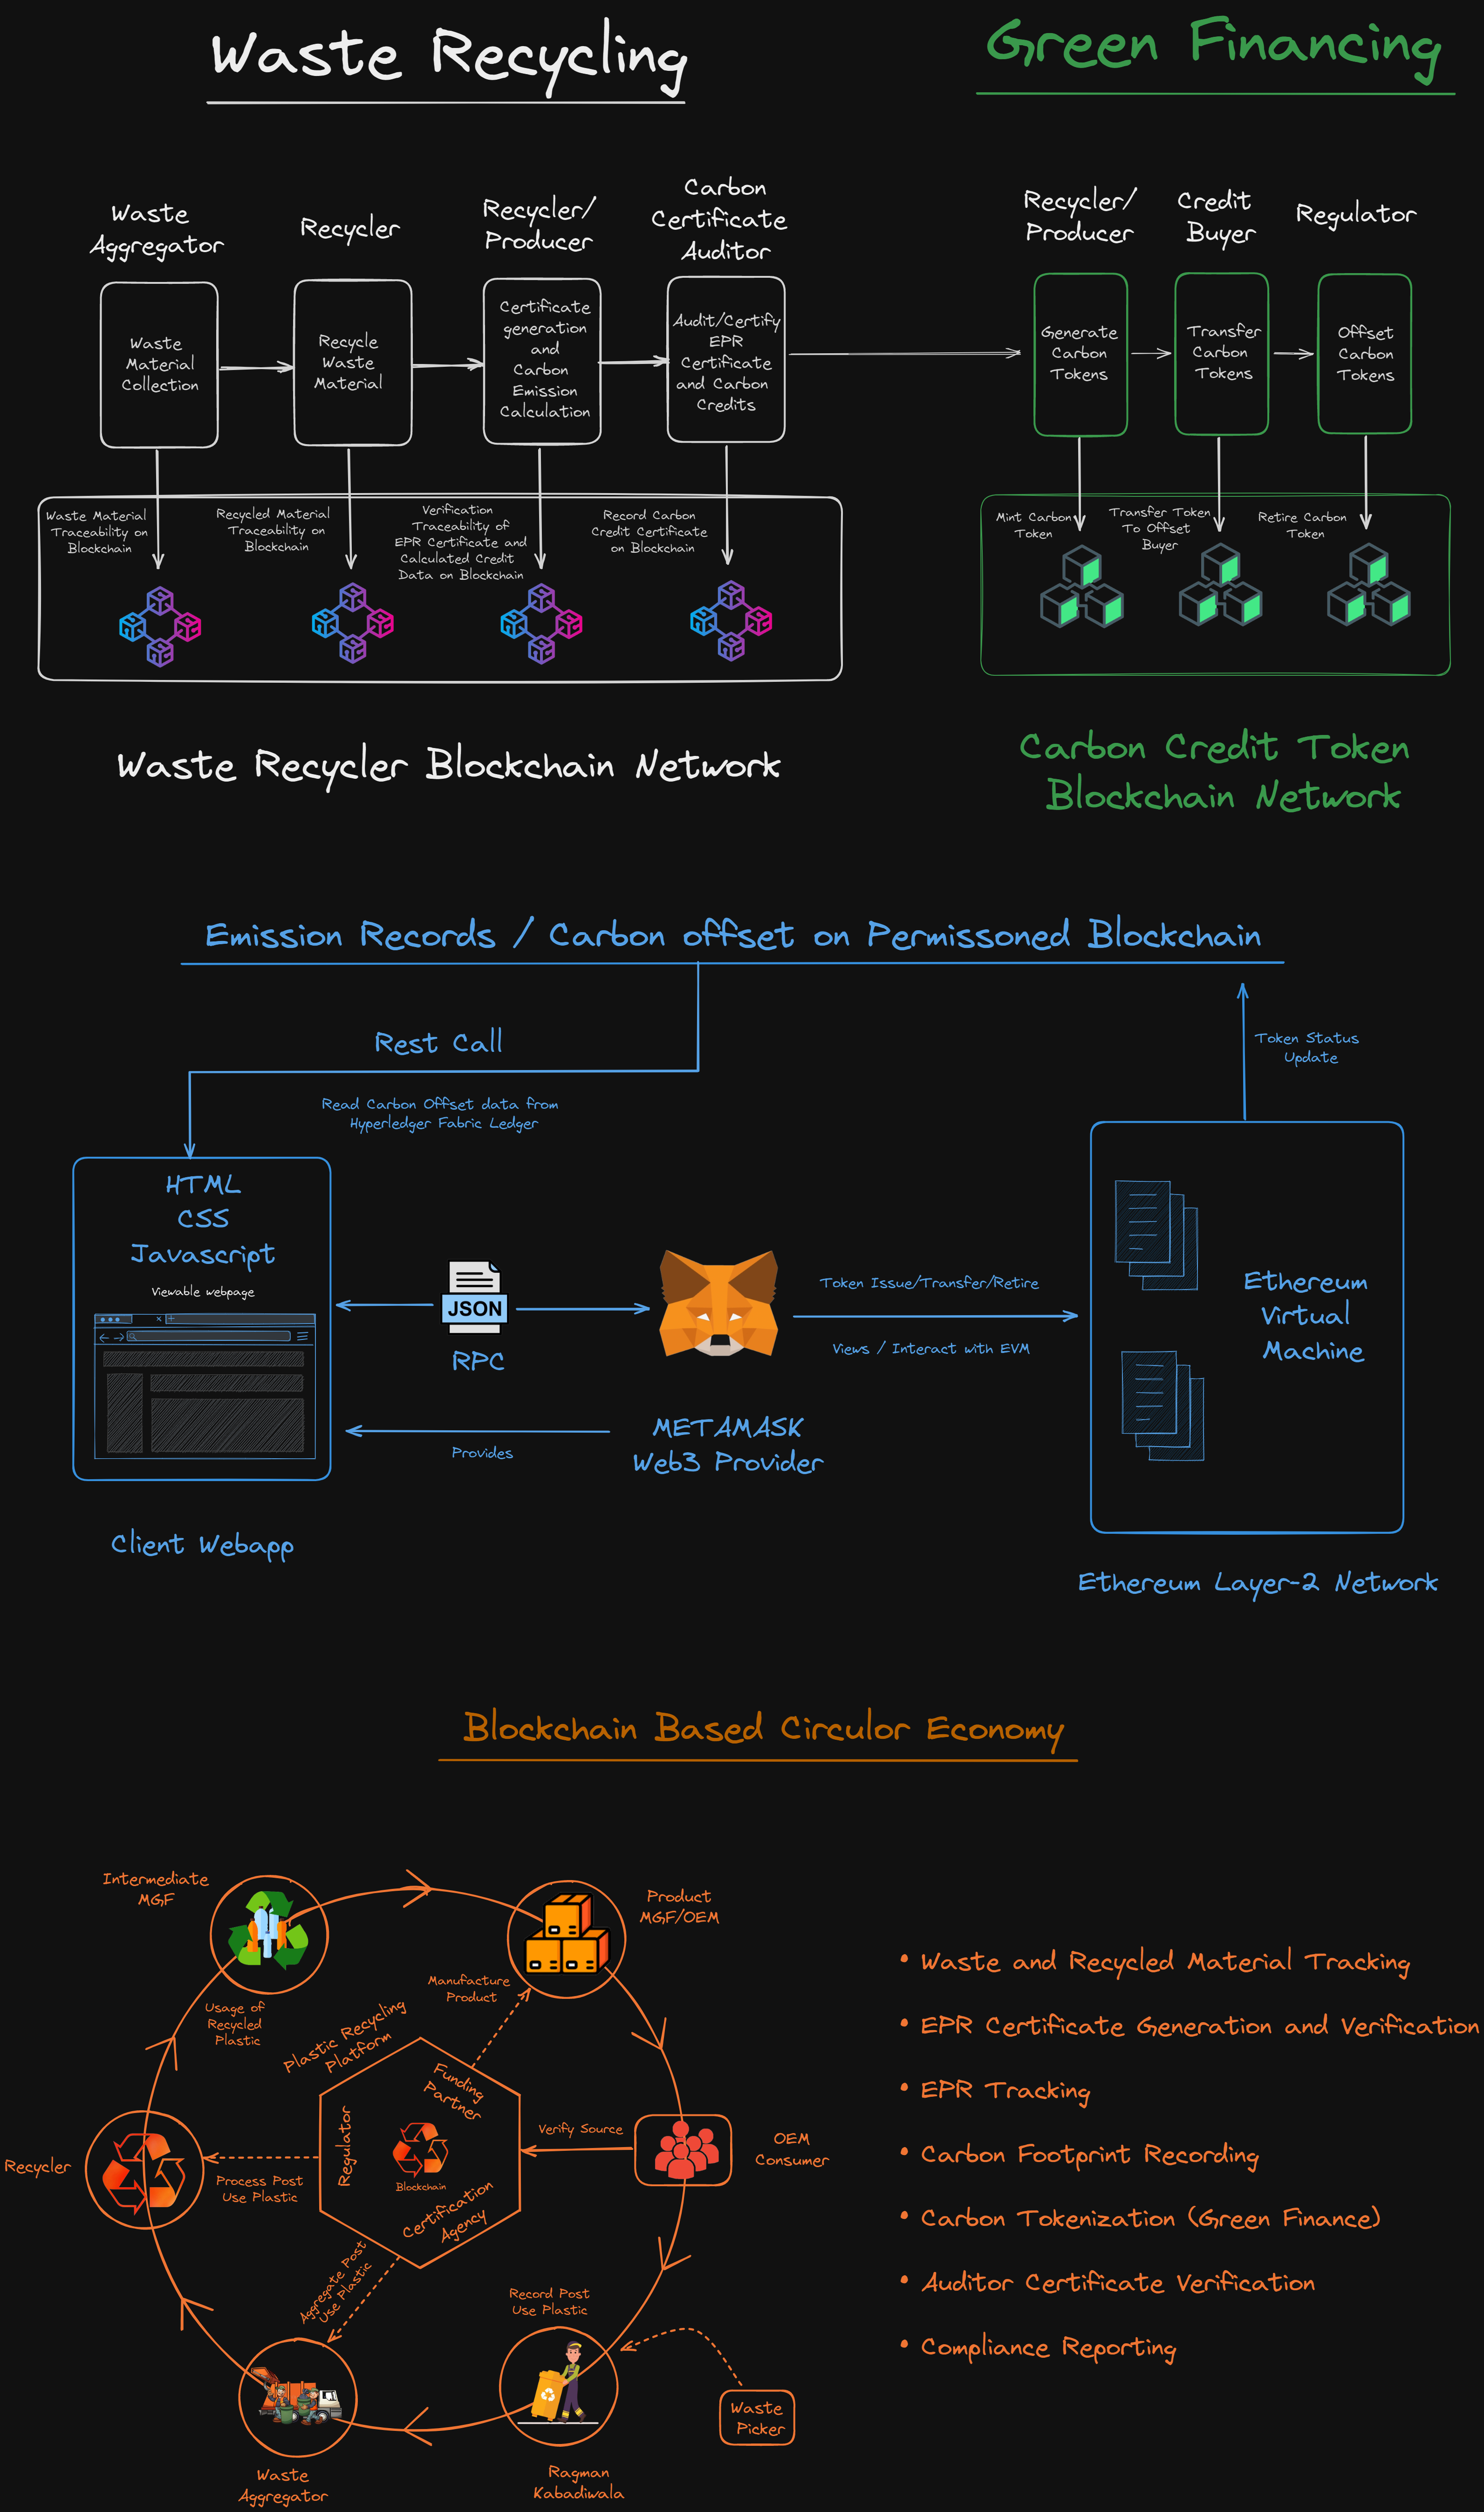 Waste Recycling
Green Financing
Waste
Aggregator
Recycler
Recycler/
Producer
Carbon
Certificate
Auditor
Recycler/
Producer
Credit
Buyer
Regulator
Waste
Material
Collection
Recycle
Waste
Material
Certificate
generation
and
Carbon
Emission
Calculation
Audit/Certify
EPR
Certificate
and Carbon
Credits
Generate
Carbon
Tokens
Transfer
Carbon
Tokens
Offset
Carbon
Tokens
Waste Material
Traceability on
Blockchain
Recycled Material
Traceability on
Blockchain
Verification
Traceability of
EPR Certificate and
Calculated Credit
Data on Blockchain
Record Carbon
Credit Certificate
on Blockchain
Mint Carbon
Token
Transfer Token
To Offset
Buyer
Retire Carbon
Token
Waste Recycler Blockchain Network
Carbon Credit Token
Blockchain Network
Emission Records / Carbon offset on Permissoned Blockchain
Rest Call
Read Carbon Offset data from
Hyperledger Fabric Ledger
Token Status
Update
HTML
CSS
Javascript
Viewable webpage
JSON
RPC
Provides
METAMASK
Web3 Provider
Token Issue/Transfer/Retire
Views / Interact with EVM
Ethereum
Virtual
Machine
Client Webapp
Ethereum Layer-2 Network
Blockchain Based Circulor Economy
Intermediate
MGF
Product
MGF/OEM
Usage of
Recycled
Plastic
Manufacture
Product
Plastic Recycling
Platform
Funding
Partner
Regulator
Blockchain
Certification
Agency
Verify Source
OEM
Consumer
Recycler
Process Post
Use Plastic
Aggregate Post
Use Plastic
Record Post
Use Plastic
Waste
Picker
Waste
Aggregator
Ragman
Kabadiwala
• Waste and Recycled Material Tracking
• EPR Certificate Generation and Verification
• EPR Tracking
• Carbon Footprint Recording
• Carbon Tokenization (Green Finance)
• Auditor Certificate Verification
• Compliance Reporting